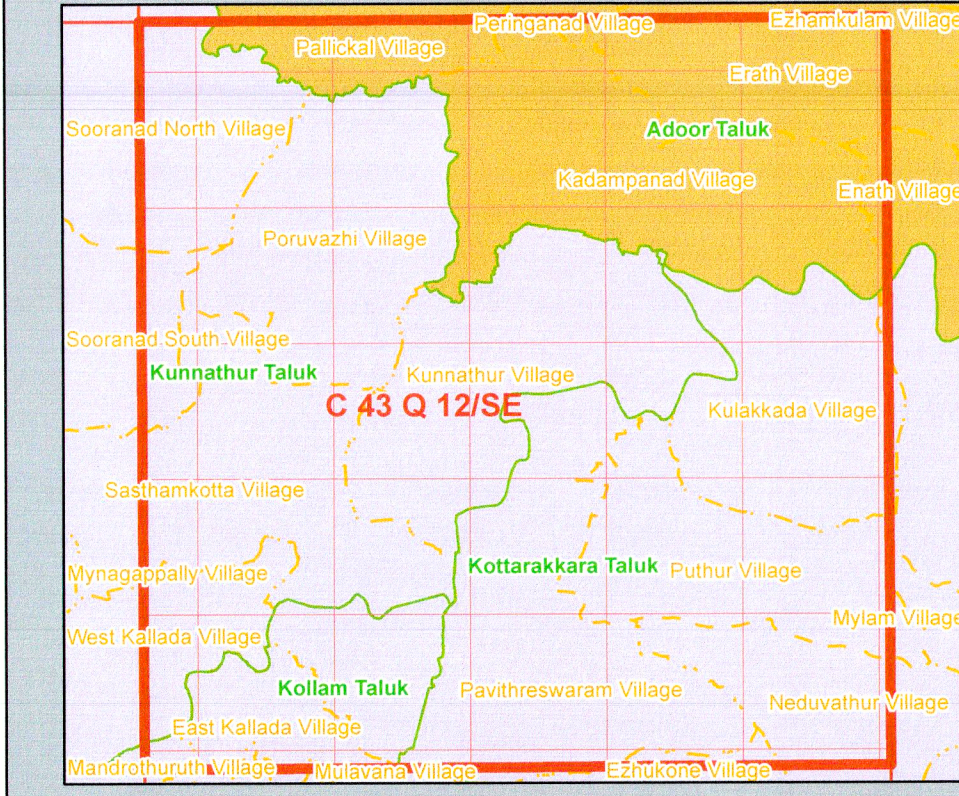 Peringanad Village
Ezhamkulam Village
Pallickal Village
Erath Village
Sooranad North Village
Adoor Taluk
Kadampanad Village
Enath Village
Poruvazhi Village
Sooranad South Village
Kunnathur Taluk
Kunnathur Village
C 43 Q 12/SE
Kulakkada Village
Sasthamkotta Village
Kottarakkara Taluk
Puthur Village
Mynagappally Village
Mylam Village
West Kallada Village
Kollam Taluk
Pavithreswaram Village
Neduvathur Village
East Kallada Village
Mandrothuruth Village
Mulavana Village
Ezhukone Village